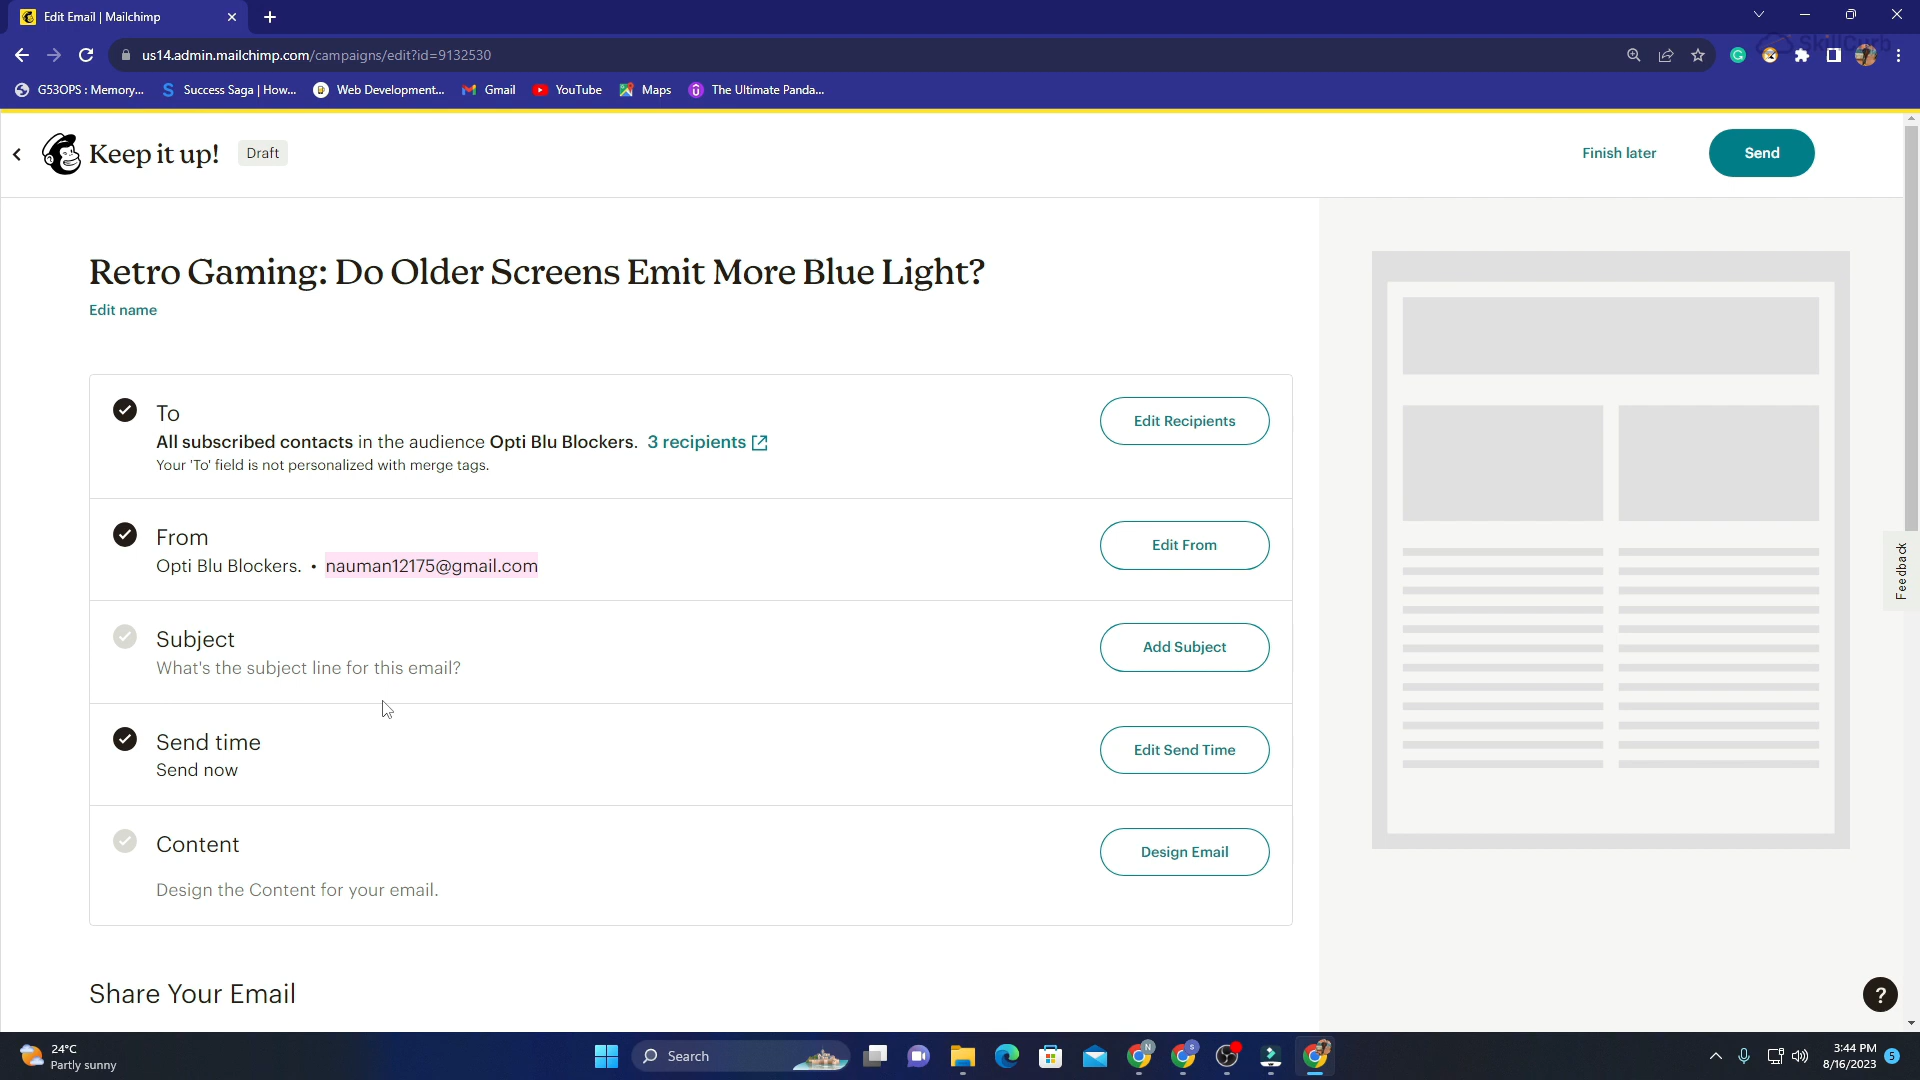 Edit Email | Mailchimp
us14.admin.mailchimp.com/campaigns/edit?id=9132530
SkillCurb
G53OPS : Memory... Success Saga | How... Web Development... Gmail YouTube Maps The Ultimate Panda...
Keep it up! Draft Finish later Send
Retro Gaming: Do Older Screens Emit More Blue Light?
Edit name
To
All subscribed contacts in the audience Opti Blu Blockers. 3 recipients
Your 'To' field is not personalized with merge tags.
Edit Recipients
From
Opti Blu Blockers. • nauman12175@gmail.com
Edit From
Subject
What's the subject line for this email?
Add Subject
Send time
Send now
Edit Send Time
Content
Design the Content for your email.
Design Email
Share Your Email
Feedback
?
24°C
Partly sunny
Search
N
S
3:44 PM
8/16/2023
5